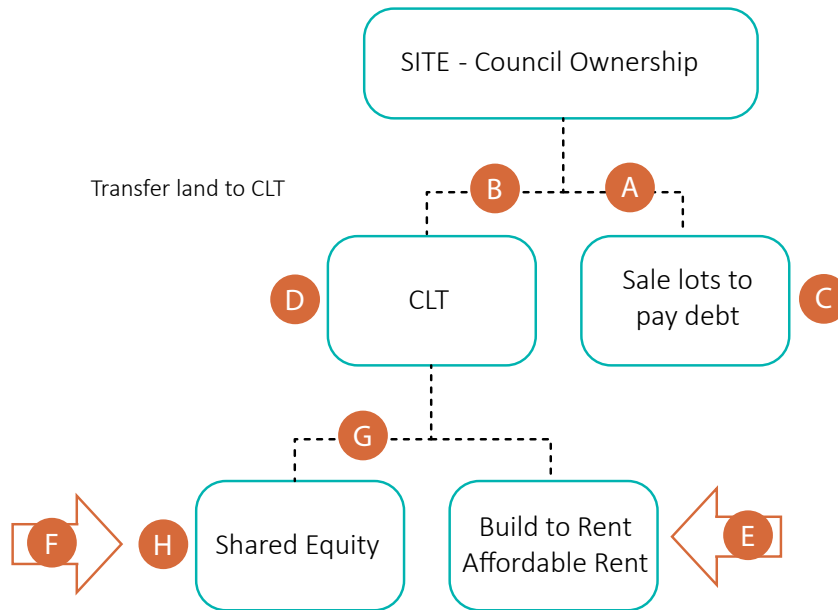 SITE - Council Ownership
Transfer land to CLT
B
A
D
CLT
Sale lots to
pay debt
C
G
F
H
Shared Equity
Build to Rent
Affordable Rent
E